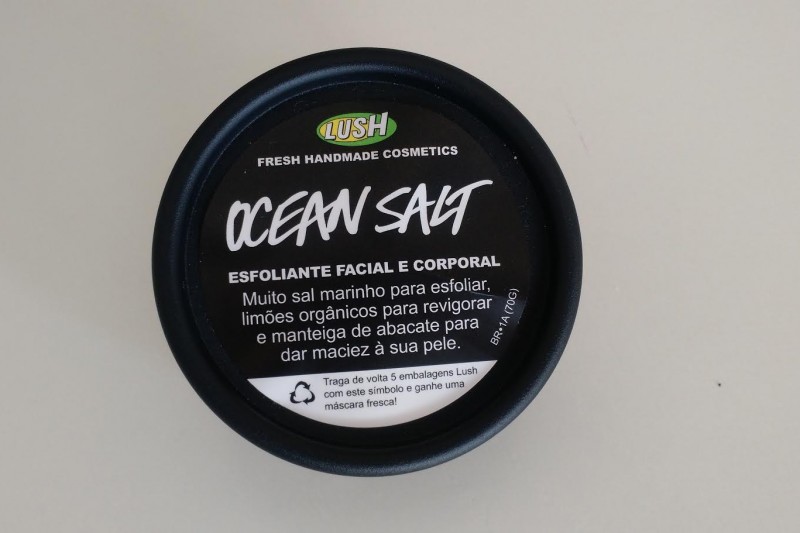 LUSH
FRESH HANDMADE COSMETICS
OCEAN SALT
ESFOLIANTE FACIAL E CORPORAL
Muito sal marinho para esfoliar,
limões orgânicos para revigorar
e manteiga de abacate para
dar maciez à sua pele.
BR•1A (70G)
Traga de volta 5 embalagens Lush
com este símbolo e ganhe uma
máscara fresca!